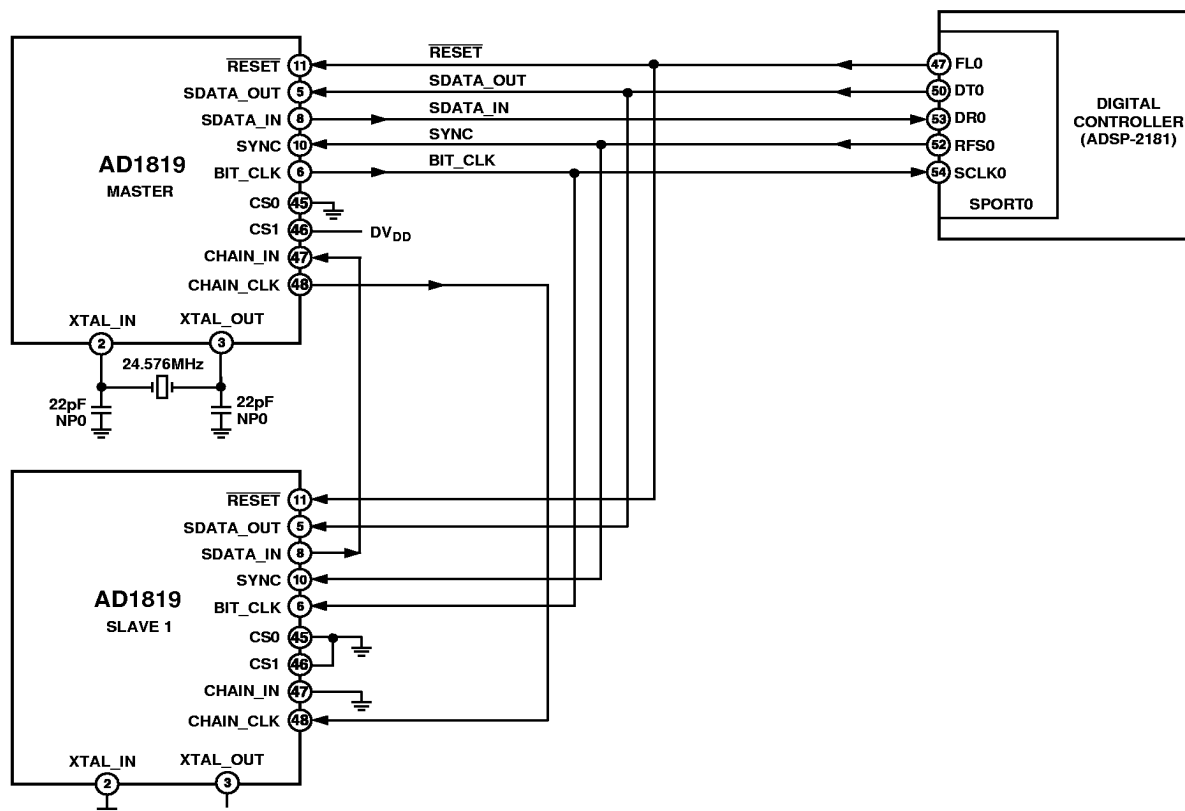 RESET 11
SDATA_OUT 5
SDATA_IN 8
SYNC 10
BIT_CLK 6
CS0 45
CS1 46
CHAIN_IN 47
CHAIN_CLK 48
AD1819
MASTER
RESET
SDATA_OUT
SDATA_IN
SYNC
BIT_CLK
DVDD
47 FL0
50 DT0
53 DR0
52 RFS0
54 SCLK0
SPORT0
DIGITAL
CONTROLLER
(ADSP-2181)
XTAL_IN
2
XTAL_OUT
3
24.576MHz
22pF
NP0
22pF
NP0
RESET 11
SDATA_OUT 5
SDATA_IN 8
SYNC 10
BIT_CLK 6
CS0 45
CS1 46
CHAIN_IN 47
CHAIN_CLK 48
AD1819
SLAVE 1
XTAL_IN
2
XTAL_OUT
3